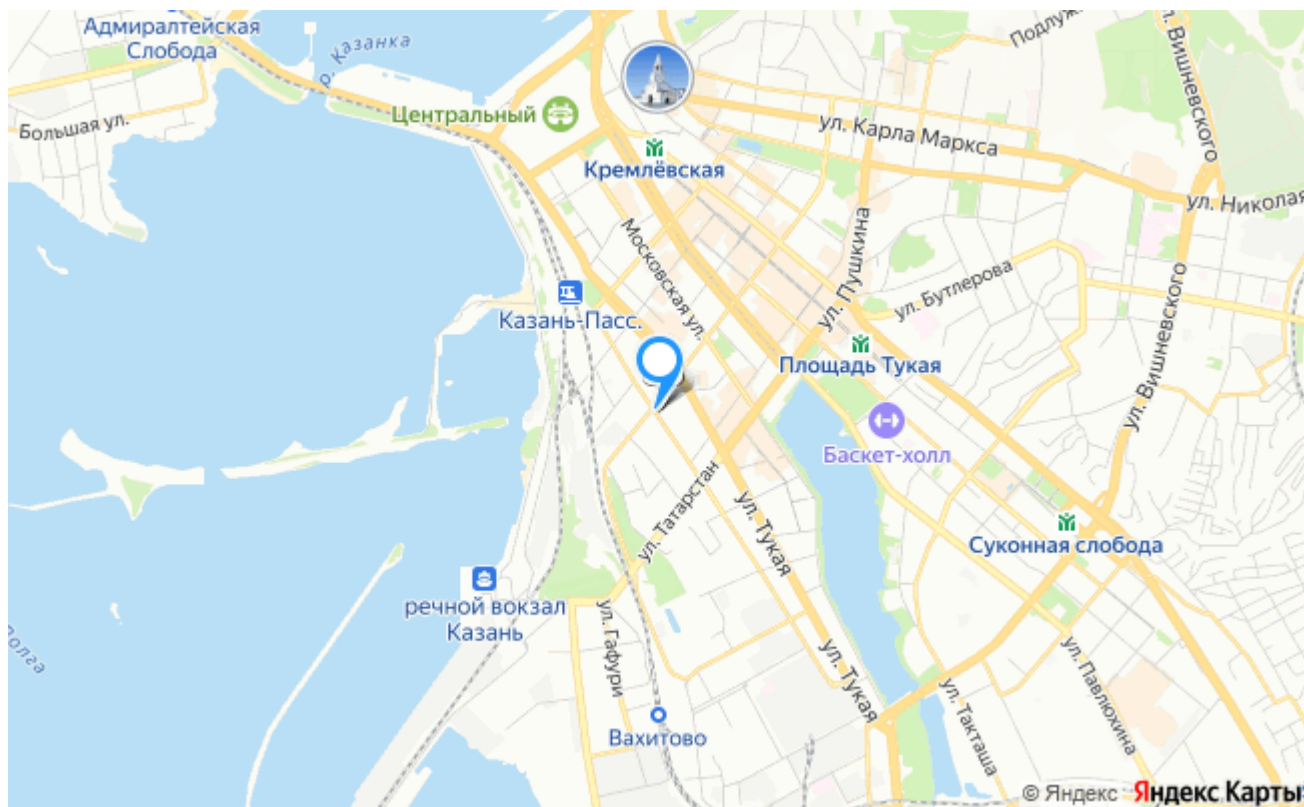 Адмиралтейская
Слобода
р. Казанка
Большая ул.
Центральный
Подлуж
ул. Вишневского
ул. Карла Маркса
Кремлёвская
ул. Николая
Московская ул.
ул. Пушкина
ул. Бутлерова
Казань-Пасс.
Площадь Тукая
ул. Вишневского
Баскет-холл
ул. Татарстан
ул. Тукая
Суконная слобода
речной вокзал
Казань
Волга
ул. Гафури
ул. Тукая
ул. Павлюхина
ул. Такташа
Вахитово
© Яндекс Яндекс Карты